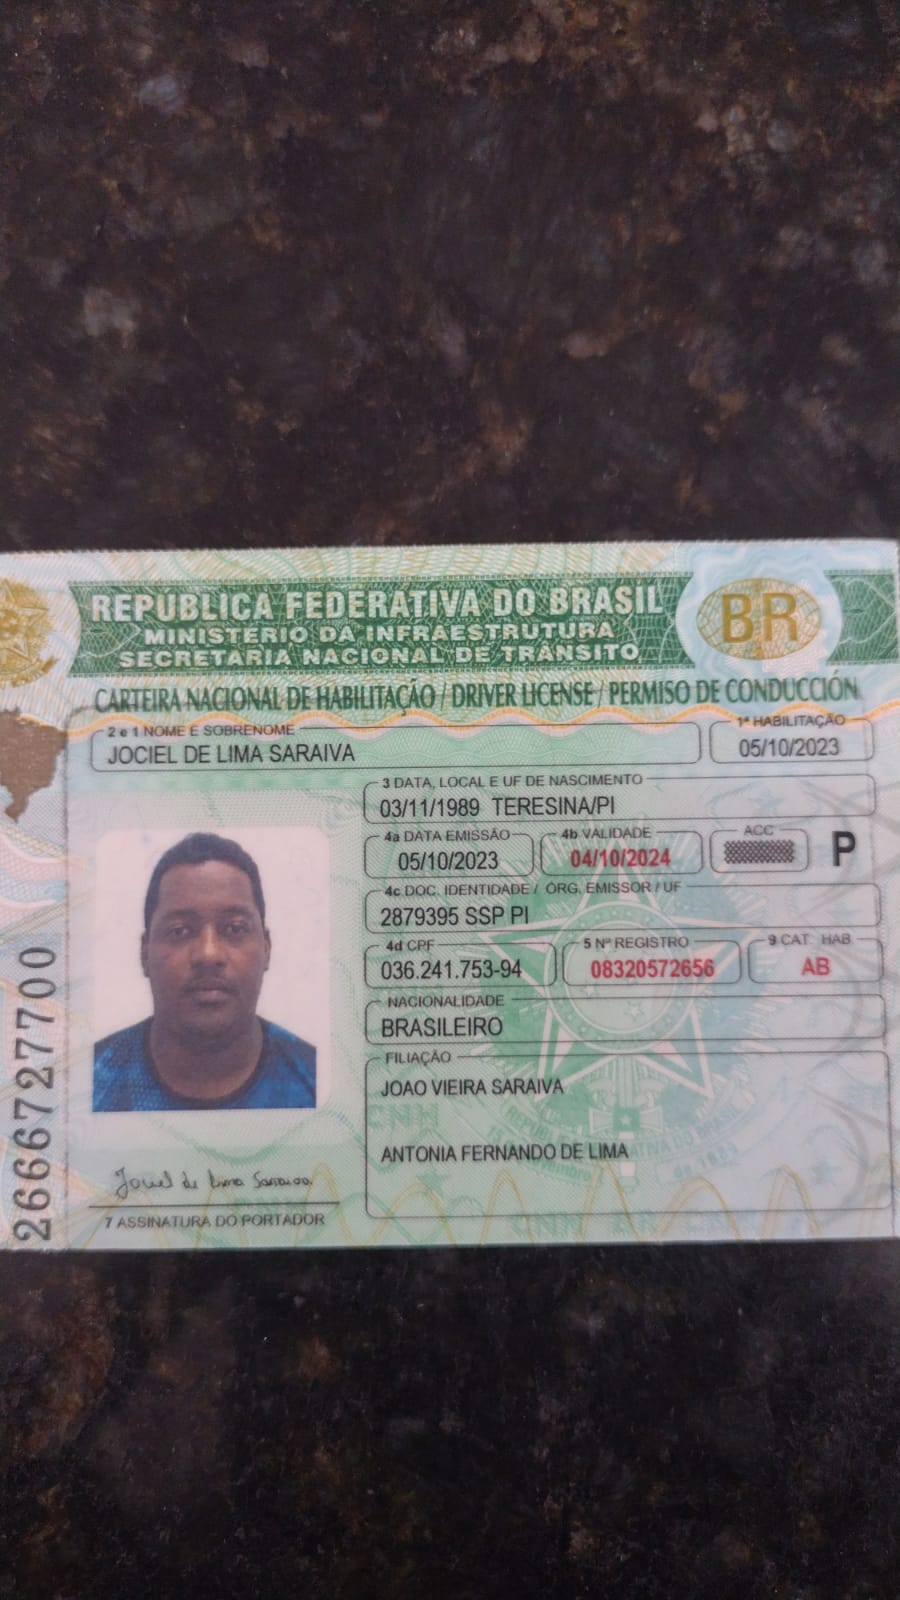 REPÚBLICA FEDERATIVA DO BRASIL
MINISTÉRIO DA INFRAESTRUTURA
SECRETARIA NACIONAL DE TRÂNSITO
BR
CARTEIRA NACIONAL DE HABILITAÇÃO / DRIVER LICENSE / PERMISO DE CONDUCCIÓN
2 e 1 NOME E SOBRENOME
JOCIEL DE LIMA SARAIVA
1ª HABILITAÇÃO
05/10/2023
3 DATA, LOCAL E UF DE NASCIMENTO
03/11/1989 TERESINA/PI
4a DATA EMISSÃO
05/10/2023
4b VALIDADE
04/10/2024
ACC
P
4c DOC. IDENTIDADE / ÓRG. EMISSOR / UF
2879395 SSP PI
4d CPF
036.241.753-94
5 Nº REGISTRO
08320572656
9 CAT. HAB
AB
NACIONALIDADE
BRASILEIRO
FILIAÇÃO
JOAO VIEIRA SARAIVA
ANTONIA FERNANDO DE LIMA
Jociel de Lima Saraiva
7 ASSINATURA DO PORTADOR
2666727700